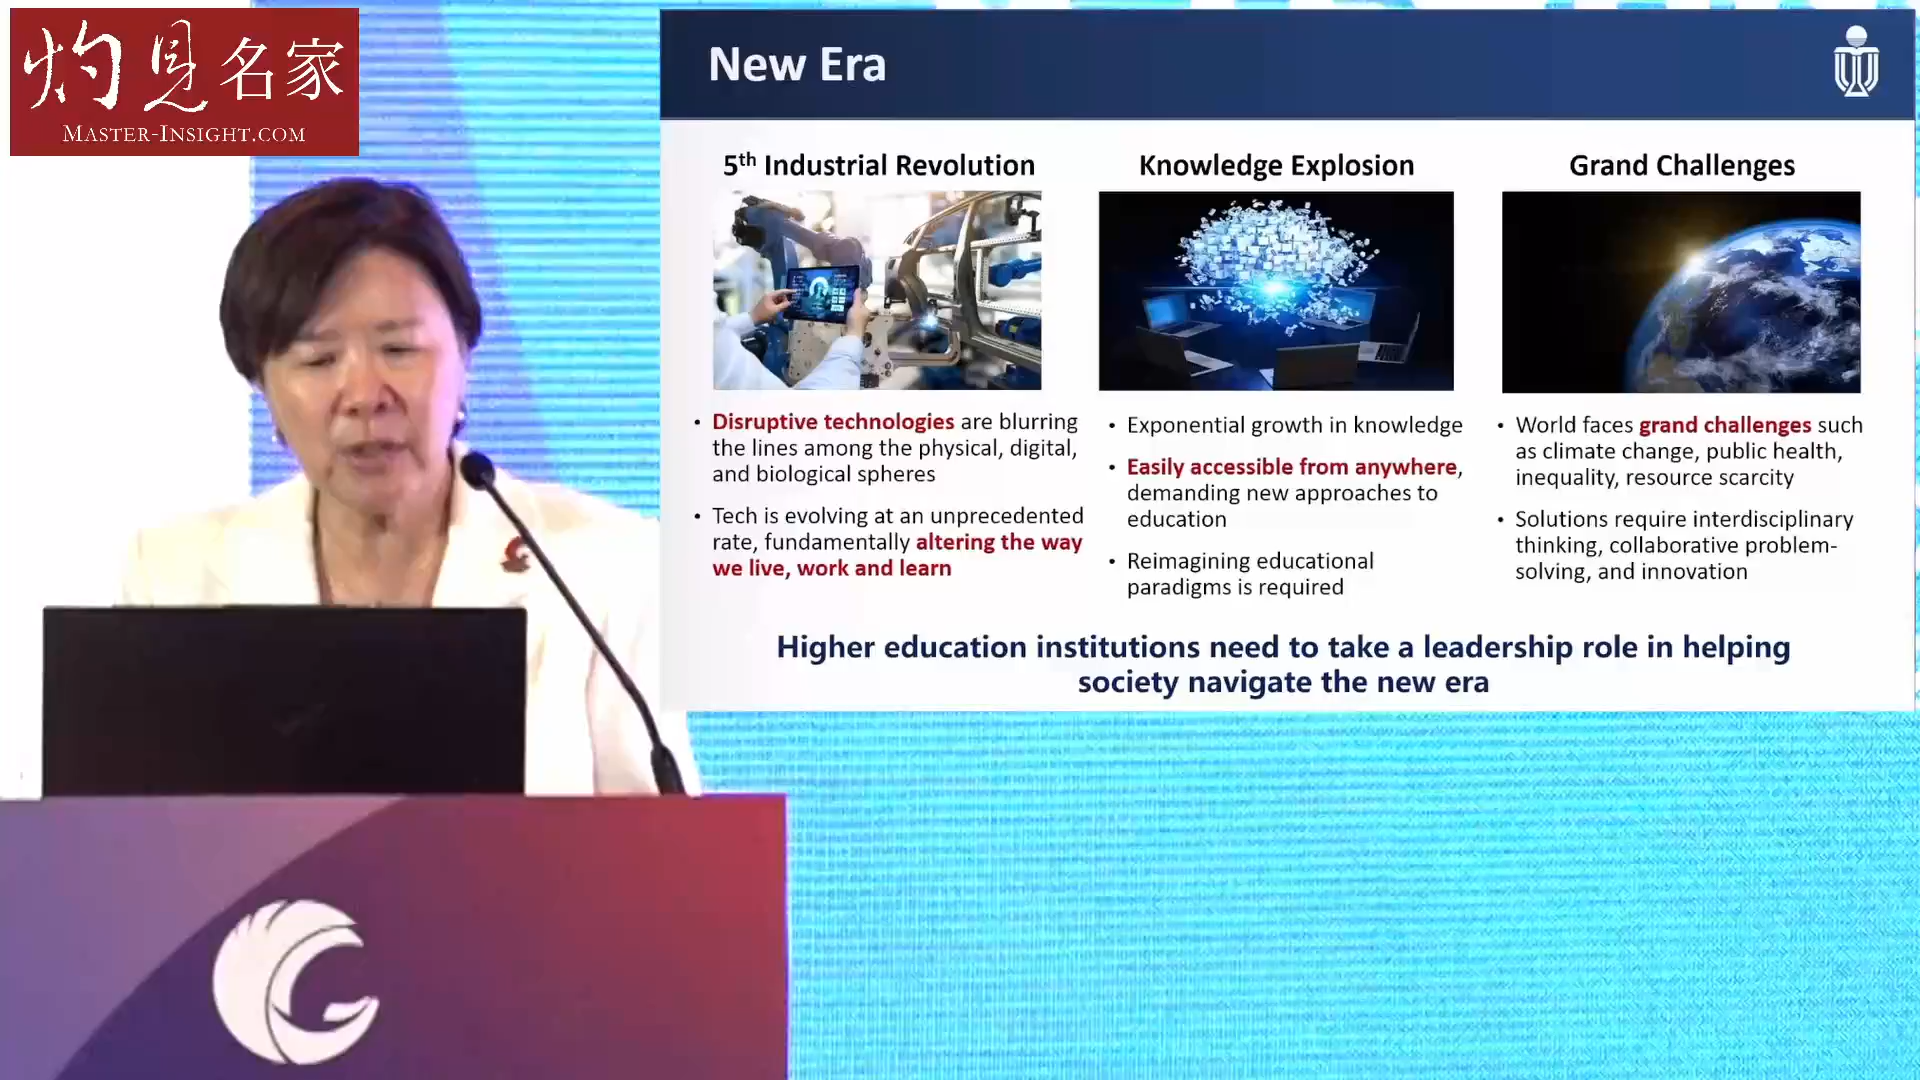 灼見名家
MASTER-INSIGHT.COM
New Era
5th Industrial Revolution
• Disruptive technologies are blurring
the lines among the physical, digital,
and biological spheres
• Tech is evolving at an unprecedented
rate, fundamentally altering the way
we live, work and learn
Knowledge Explosion
• Exponential growth in knowledge
• Easily accessible from anywhere,
demanding new approaches to
education
• Reimagining educational
paradigms is required
Grand Challenges
• World faces grand challenges such
as climate change, public health,
inequality, resource scarcity
• Solutions require interdisciplinary
thinking, collaborative problem-
solving, and innovation
Higher education institutions need to take a leadership role in helping
society navigate the new era